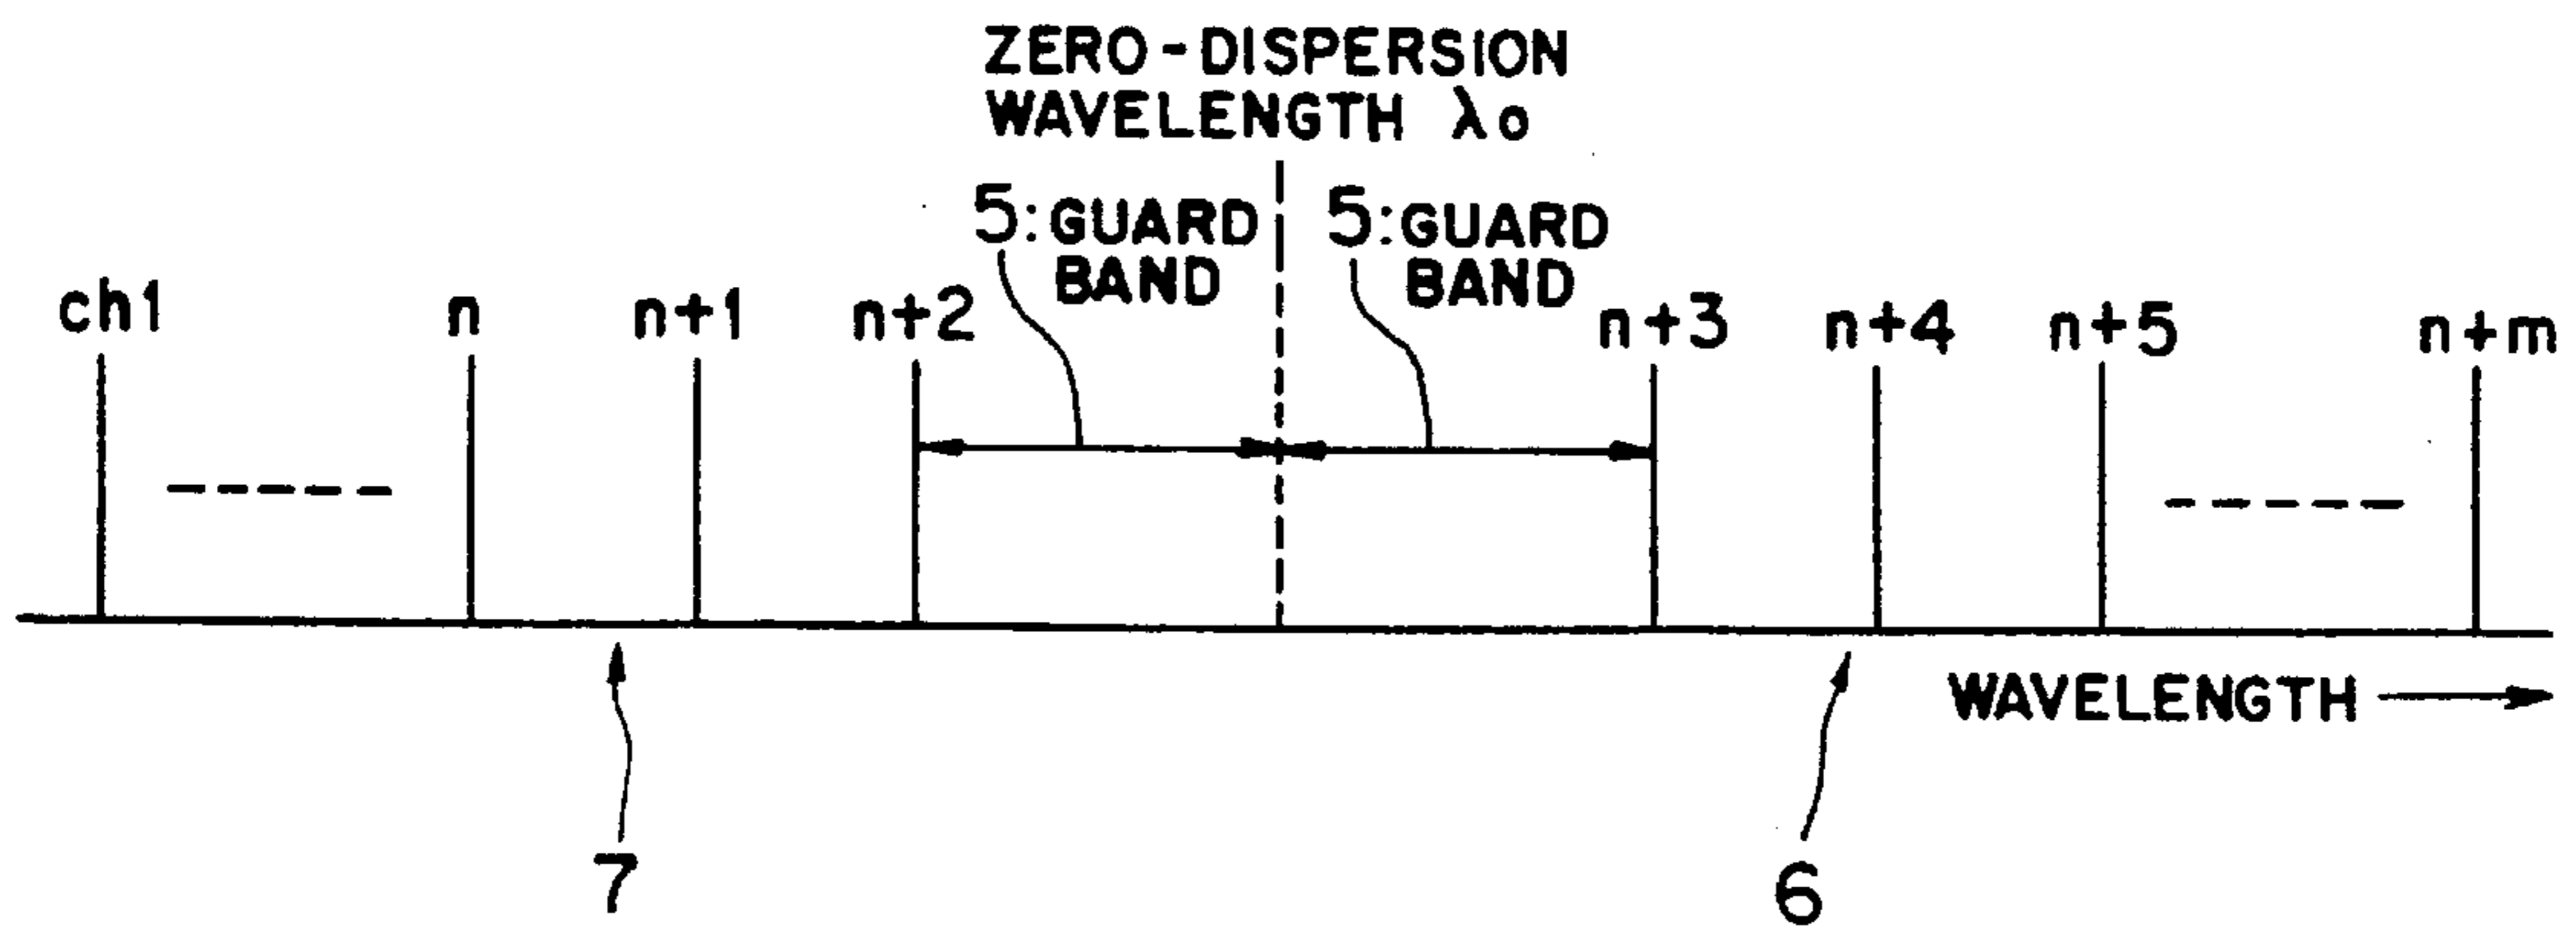 ZERO-DISPERSION
WAVELENGTH λo
5: GUARD
BAND
5: GUARD
BAND
ch1
n
n+1
n+2
n+3
n+4
n+5
n+m
WAVELENGTH
7
6